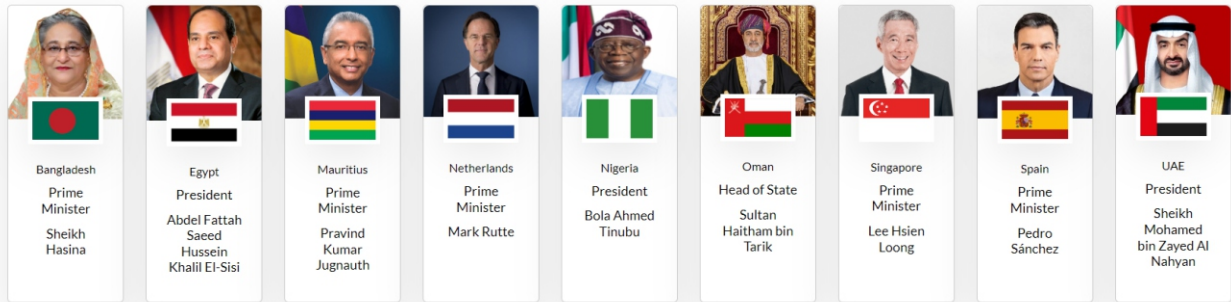 Bangladesh
Prime
Minister
Sheikh
Hasina
Egypt
President
Abdel Fattah
Saeed
Hussein
Khalil El-Sisi
Mauritius
Prime
Minister
Pravind
Kumar
Jugnauth
Netherlands
Prime
Minister
Mark Rutte
Nigeria
President
Bola Ahmed
Tinubu
Oman
Head of State
Sultan
Haitham bin
Tarik
Singapore
Prime
Minister
Lee Hsien
Loong
Spain
Prime
Minister
Pedro
Sánchez
UAE
President
Sheikh
Mohamed
bin Zayed Al
Nahyan